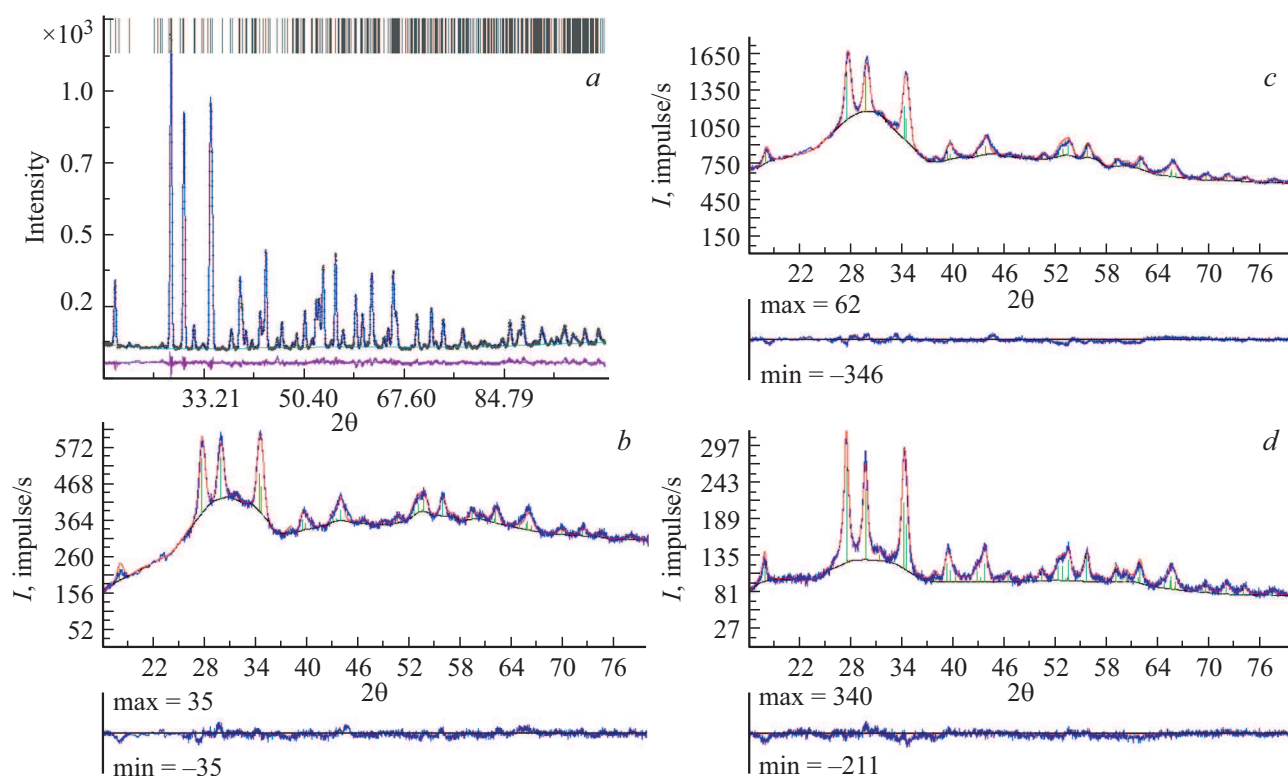 ×10³
a
1.0
0.7
0.5
0.2
Intensity
33.21 50.40 67.60 84.79
2θ
c
1650
1350
1050
750
450
150
I, impulse/s
22 28 34 40 46 52 58 64 70 76
2θ
max = 62
min = –346
b
572
468
364
260
156
52
I, impulse/s
22 28 34 40 46 52 58 64 70 76
2θ
max = 35
min = –35
d
297
243
189
135
81
27
I, impulse/s
22 28 34 40 46 52 58 64 70 76
2θ
max = 340
min = –211